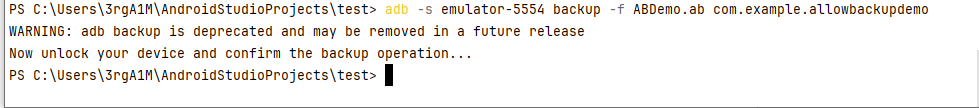 PS C:\Users\3rgA1M\AndroidStudioProjects\test> adb -s emulator-5554 backup -f ABDemo.ab com.example.allowbackupdemo
WARNING: adb backup is deprecated and may be removed in a future release
Now unlock your device and confirm the backup operation...
PS C:\Users\3rgA1M\AndroidStudioProjects\test>